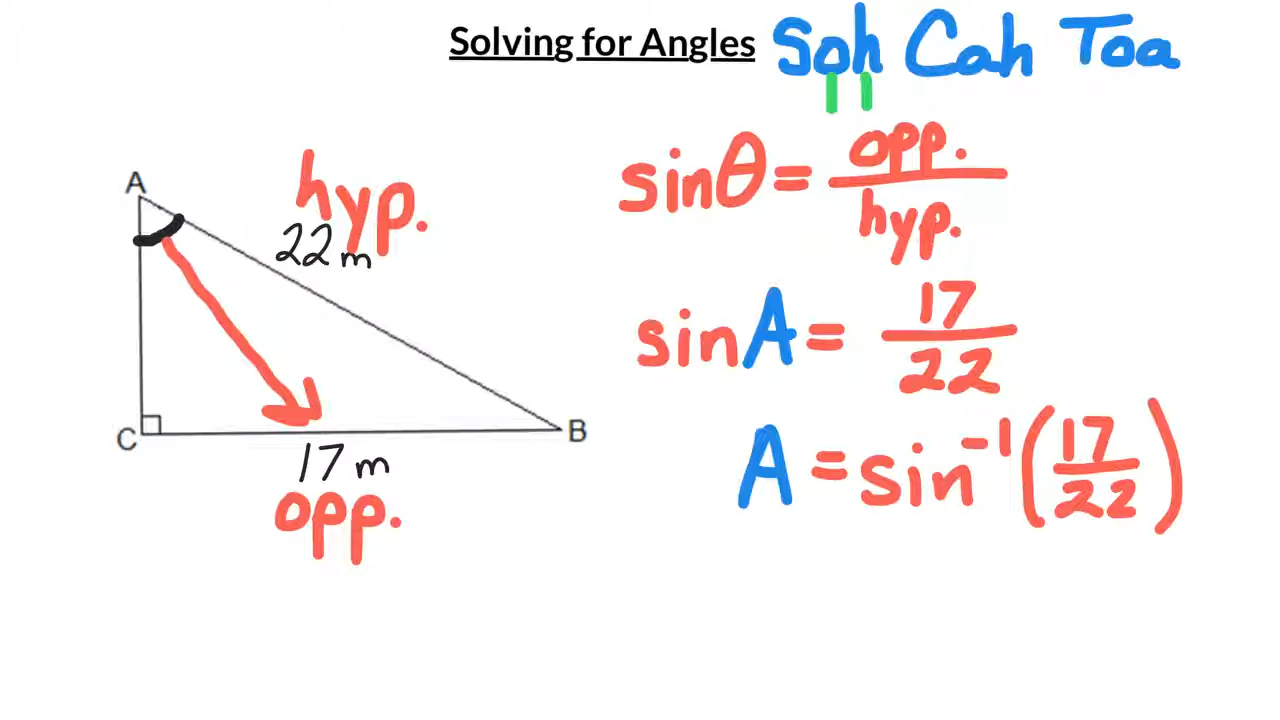 Solving for Angles Soh Cah Toa
A
hyp.
22 m
C
B
17 m
opp.
sinθ = opp. / hyp.
sin A = 17 / 22
A = sin⁻¹ (17 / 22)